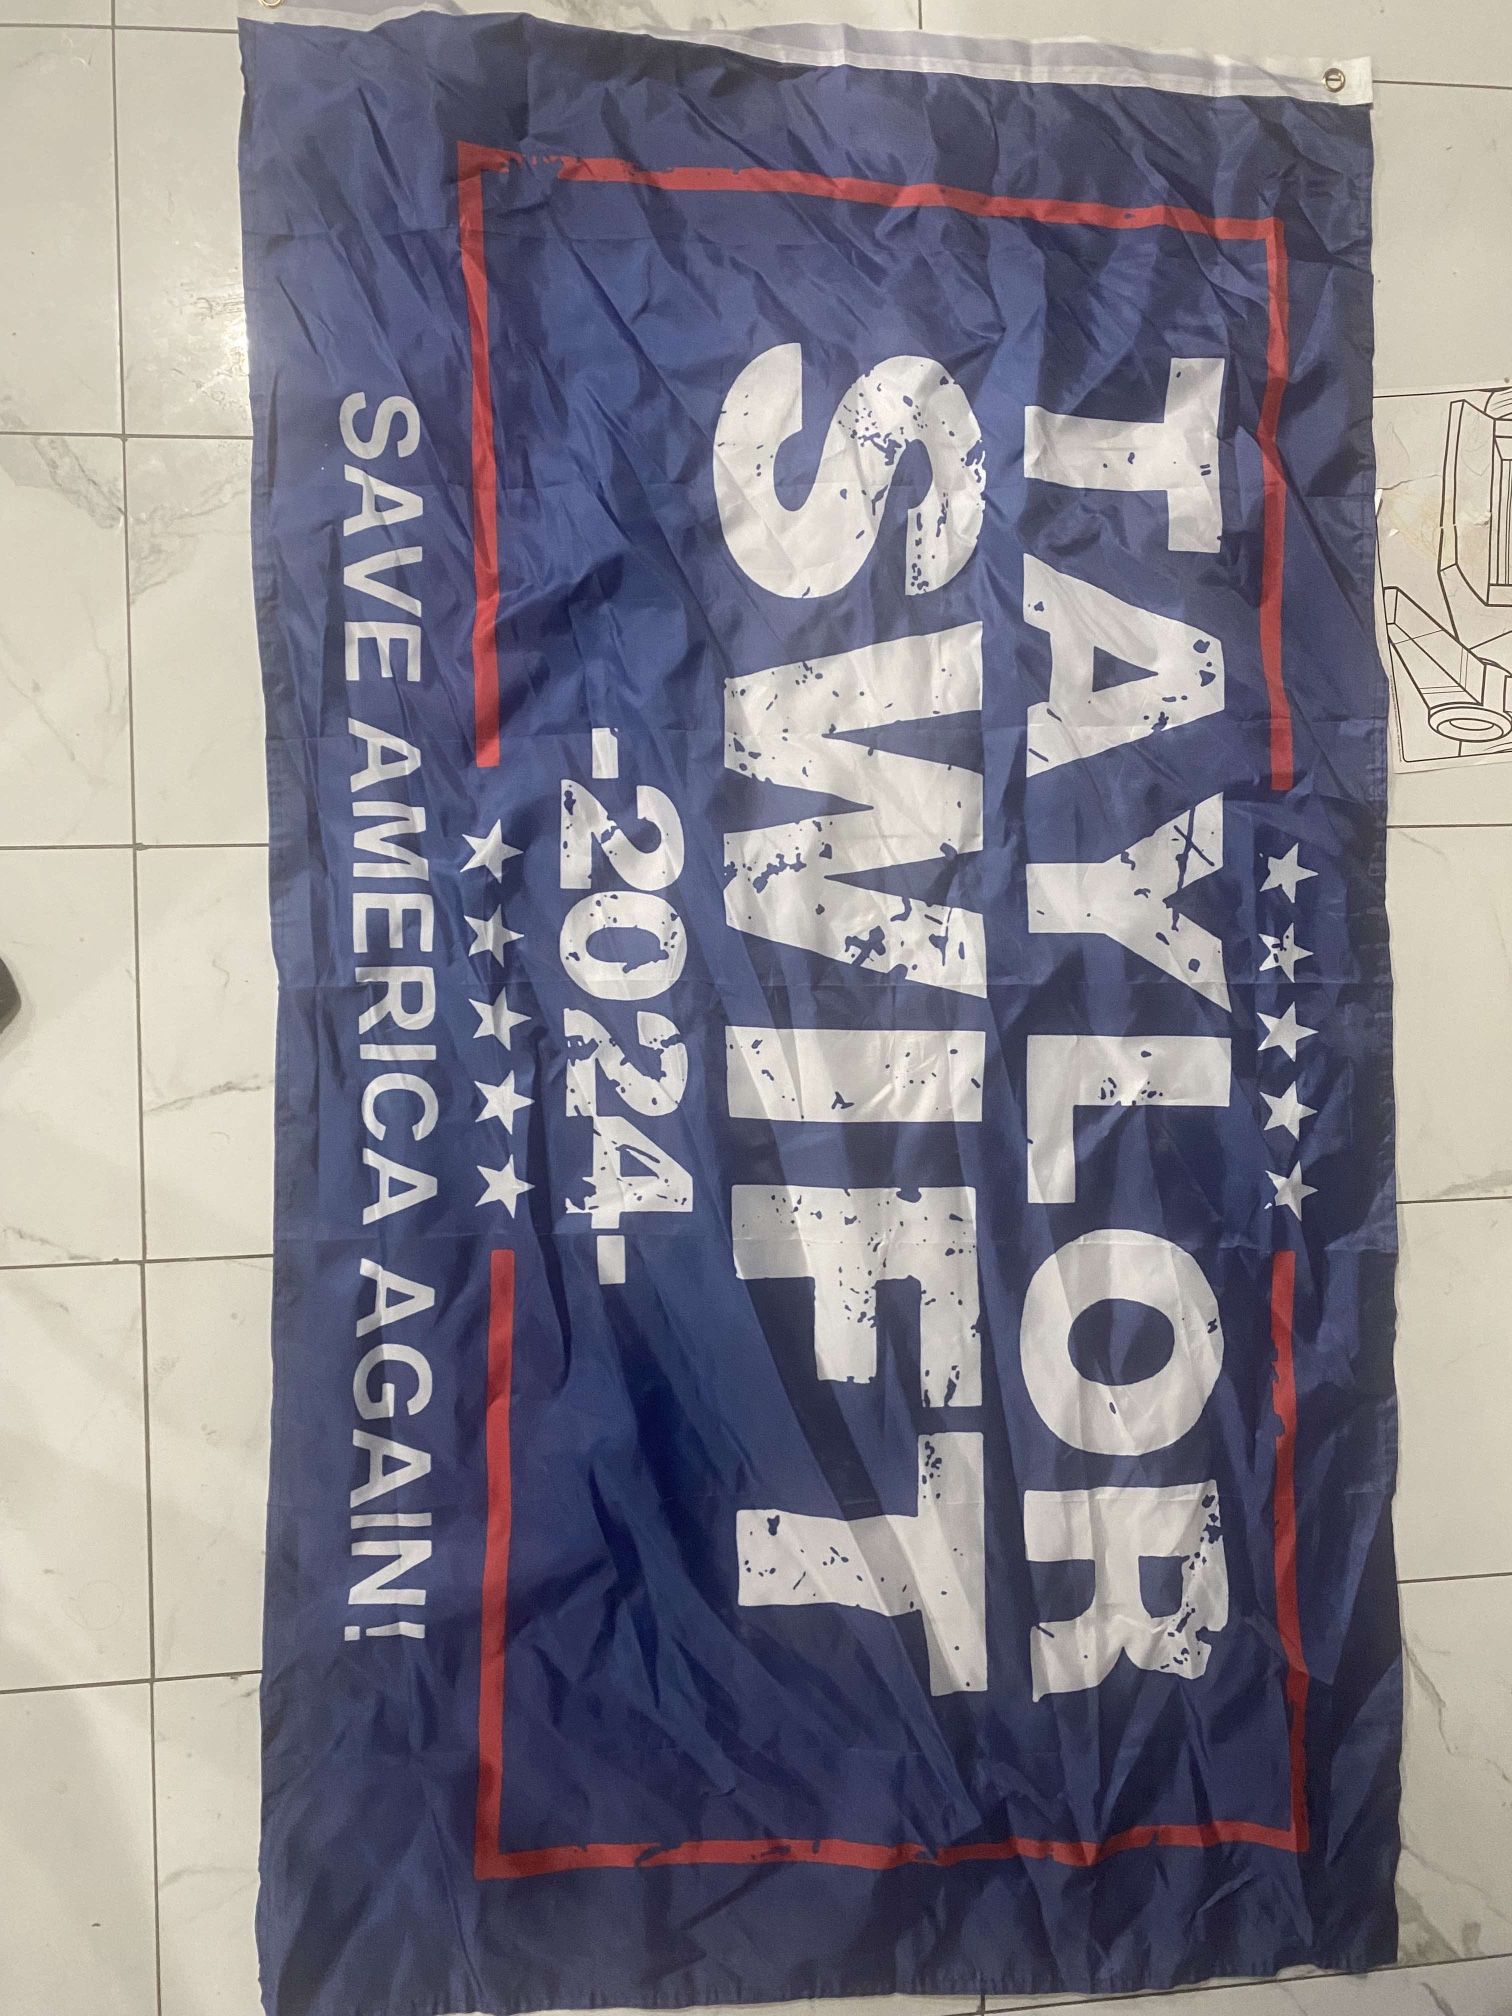 TAYLOR
SWIFT
-2024-
SAVE AMERICA AGAIN!